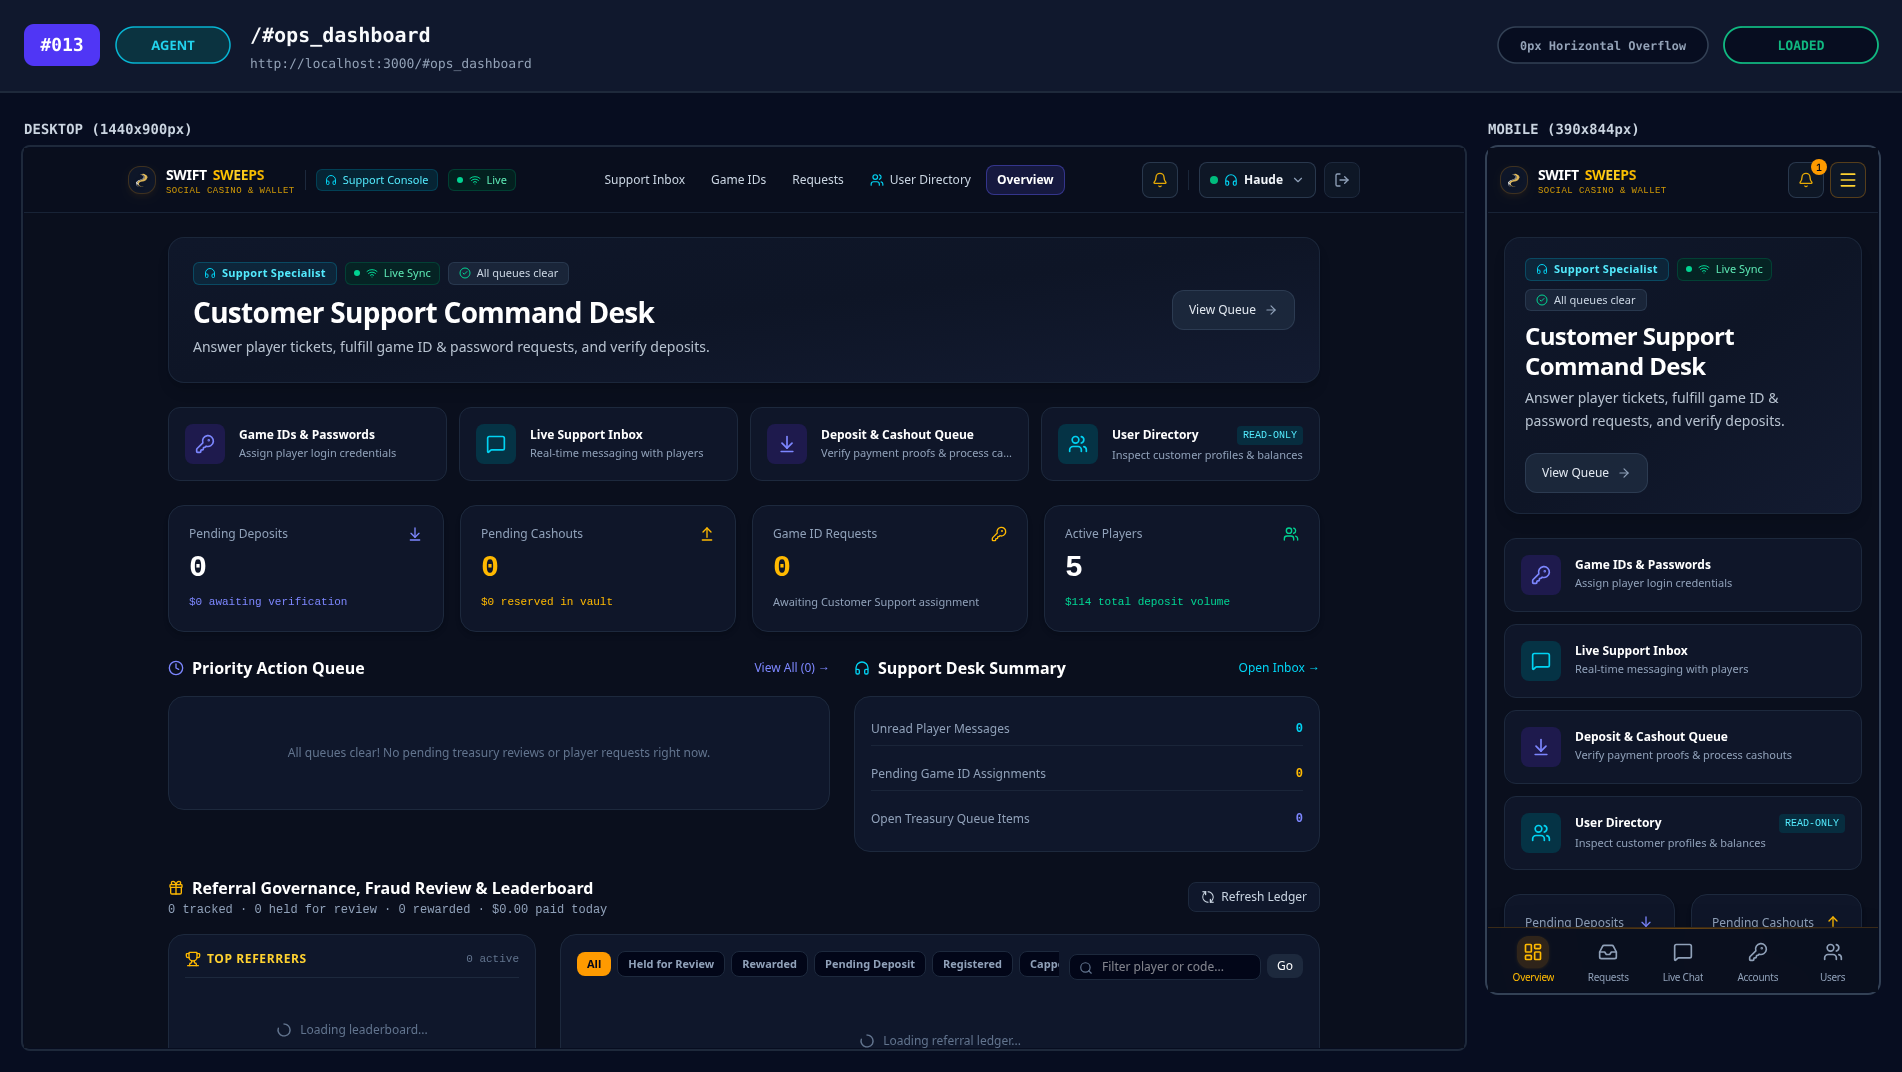 #013
AGENT
/#ops_dashboard
http://localhost:3000/#ops_dashboard
0px Horizontal Overflow
LOADED
DESKTOP (1440x900px)
SWIFT SWEEPS
SOCIAL CASINO & WALLET
Support Console
Live
Support Inbox
Game IDs
Requests
User Directory
Overview
Haude
Support Specialist
Live Sync
All queues clear
Customer Support Command Desk
Answer player tickets, fulfill game ID & password requests, and verify deposits.
View Queue
Game IDs & Passwords
Assign player login credentials
Live Support Inbox
Real-time messaging with players
Deposit & Cashout Queue
Verify payment proofs & process ca...
User Directory
READ-ONLY
Inspect customer profiles & balances
Pending Deposits
0
$0 awaiting verification
Pending Cashouts
0
$0 reserved in vault
Game ID Requests
0
Awaiting Customer Support assignment
Active Players
5
$114 total deposit volume
Priority Action Queue
View All (0) →
All queues clear! No pending treasury reviews or player requests right now.
Support Desk Summary
Open Inbox →
Unread Player Messages 0
Pending Game ID Assignments 0
Open Treasury Queue Items 0
Referral Governance, Fraud Review & Leaderboard
0 tracked · 0 held for review · 0 rewarded · $0.00 paid today
Refresh Ledger
TOP REFERRERS
0 active
Loading leaderboard...
All
Held for Review
Rewarded
Pending Deposit
Registered
Capp
Filter player or code...
Go
Loading referral ledger...
MOBILE (390x844px)
SWIFT SWEEPS
SOCIAL CASINO & WALLET
1
Support Specialist
Live Sync
All queues clear
Customer Support
Command Desk
Answer player tickets, fulfill game ID &
password requests, and verify deposits.
View Queue
Game IDs & Passwords
Assign player login credentials
Live Support Inbox
Real-time messaging with players
Deposit & Cashout Queue
Verify payment proofs & process cashouts
User Directory
READ-ONLY
Inspect customer profiles & balances
Pending Deposits
Pending Cashouts
Overview
Requests
Live Chat
Accounts
Users